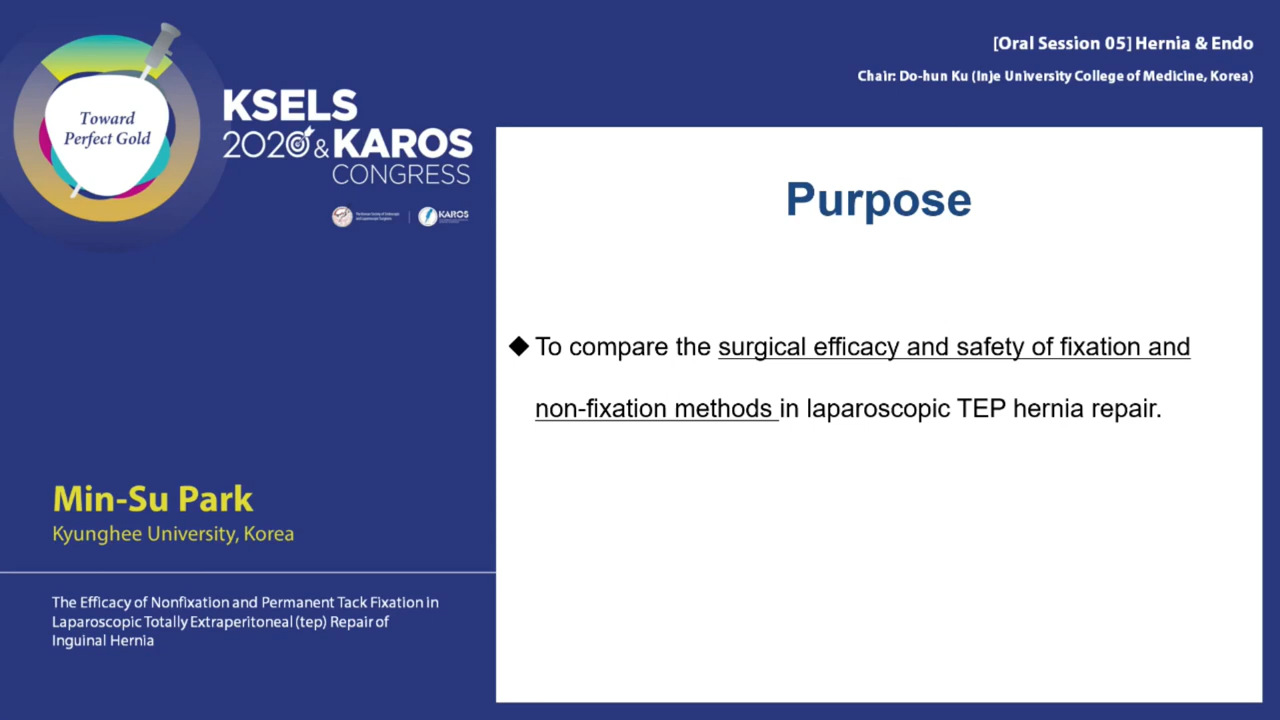 [Oral Session 05] Hernia & Endo
Chair: Do-hun Ku (Inje University College of Medicine, Korea)
Toward
Perfect Gold
KSELS
2020 & KAROS
CONGRESS
KAROS
Purpose
◆ To compare the surgical efficacy and safety of fixation and
non-fixation methods in laparoscopic TEP hernia repair.
Min-Su Park
Kyunghee University, Korea
The Efficacy of Nonfixation and Permanent Tack Fixation in
Laparoscopic Totally Extraperitoneal (tep) Repair of
Inguinal Hernia